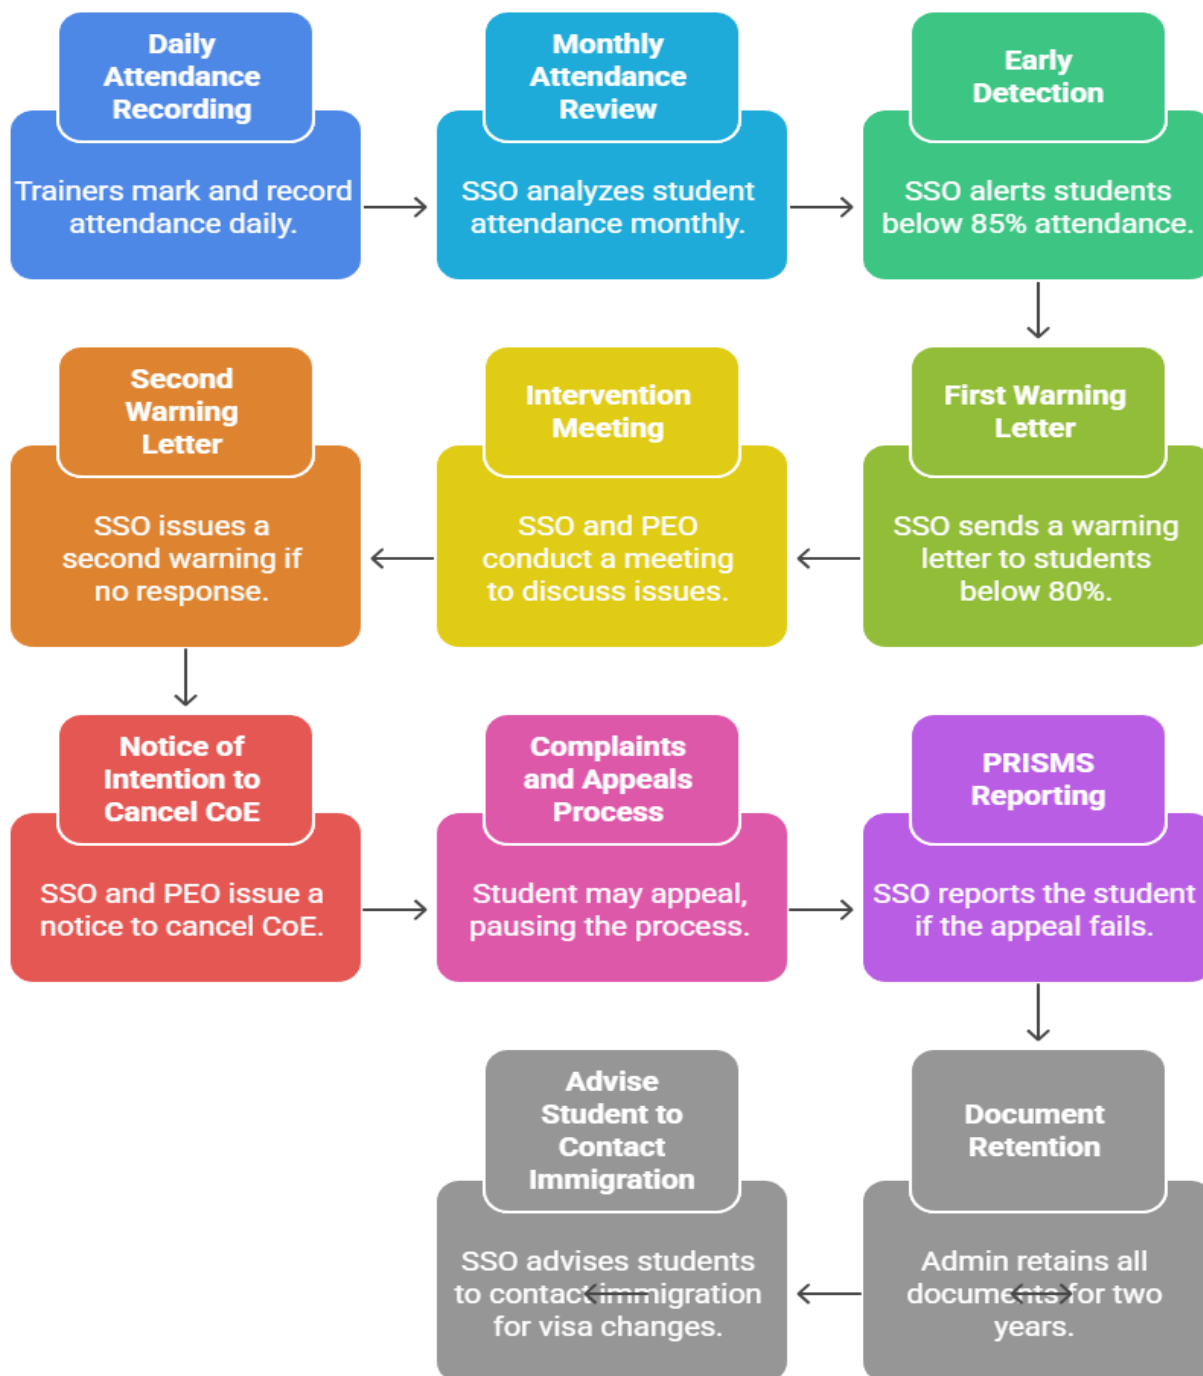 Daily
Attendance
Recording
Trainers mark and record
attendance daily.
Monthly
Attendance
Review
SSO analyzes student
attendance monthly.
Early
Detection
SSO alerts students
below 85% attendance.
First Warning
Letter
SSO sends a warning
letter to students
below 80%.
Intervention
Meeting
SSO and PEO
conduct a meeting
to discuss issues.
Second
Warning
Letter
SSO issues a
second warning if
no response.
Notice of
Intention to
Cancel CoE
SSO and PEO issue a
notice to cancel CoE.
Complaints
and Appeals
Process
Student may appeal,
pausing the process.
PRISMS
Reporting
SSO reports the student
if the appeal fails.
Document
Retention
Admin retains all
documents for two
years.
Advise
Student to
Contact
Immigration
SSO advises students
to contact immigration
for visa changes.